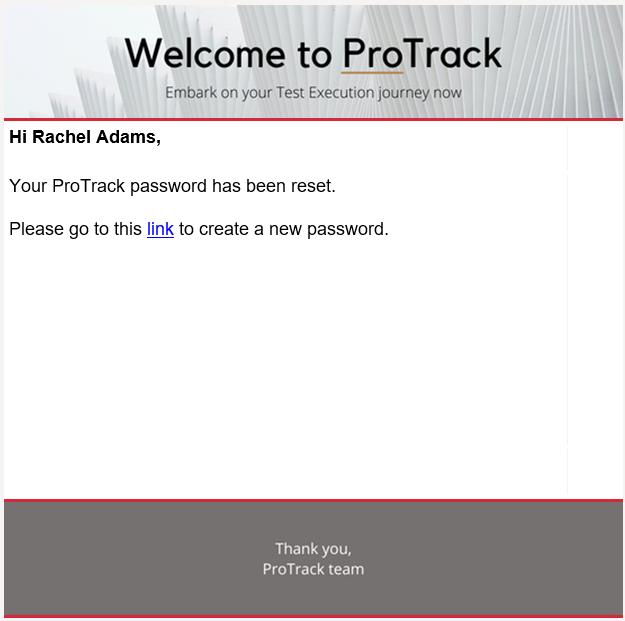 Welcome to ProTrack
Embark on your Test Execution journey now
Hi Rachel Adams,
Your ProTrack password has been reset.
Please go to this link to create a new password.
Thank you,
ProTrack team